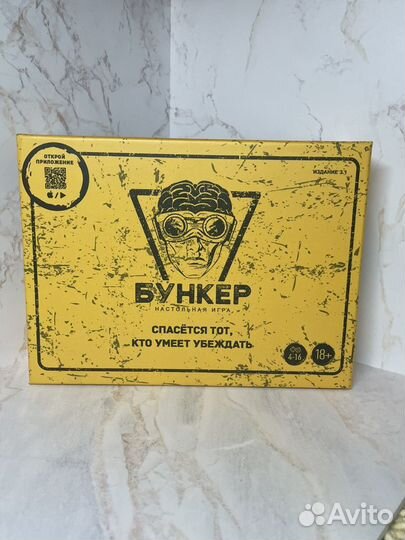 ОТКРОЙ
ПРИЛОЖЕНИЕ
ИЗДАНИЕ 3.1
БУНКЕР
НАСТОЛЬНАЯ ИГРА
СПАСЁТСЯ ТОТ,
КТО УМЕЕТ УБЕЖДАТЬ
4-16
18+
Avito